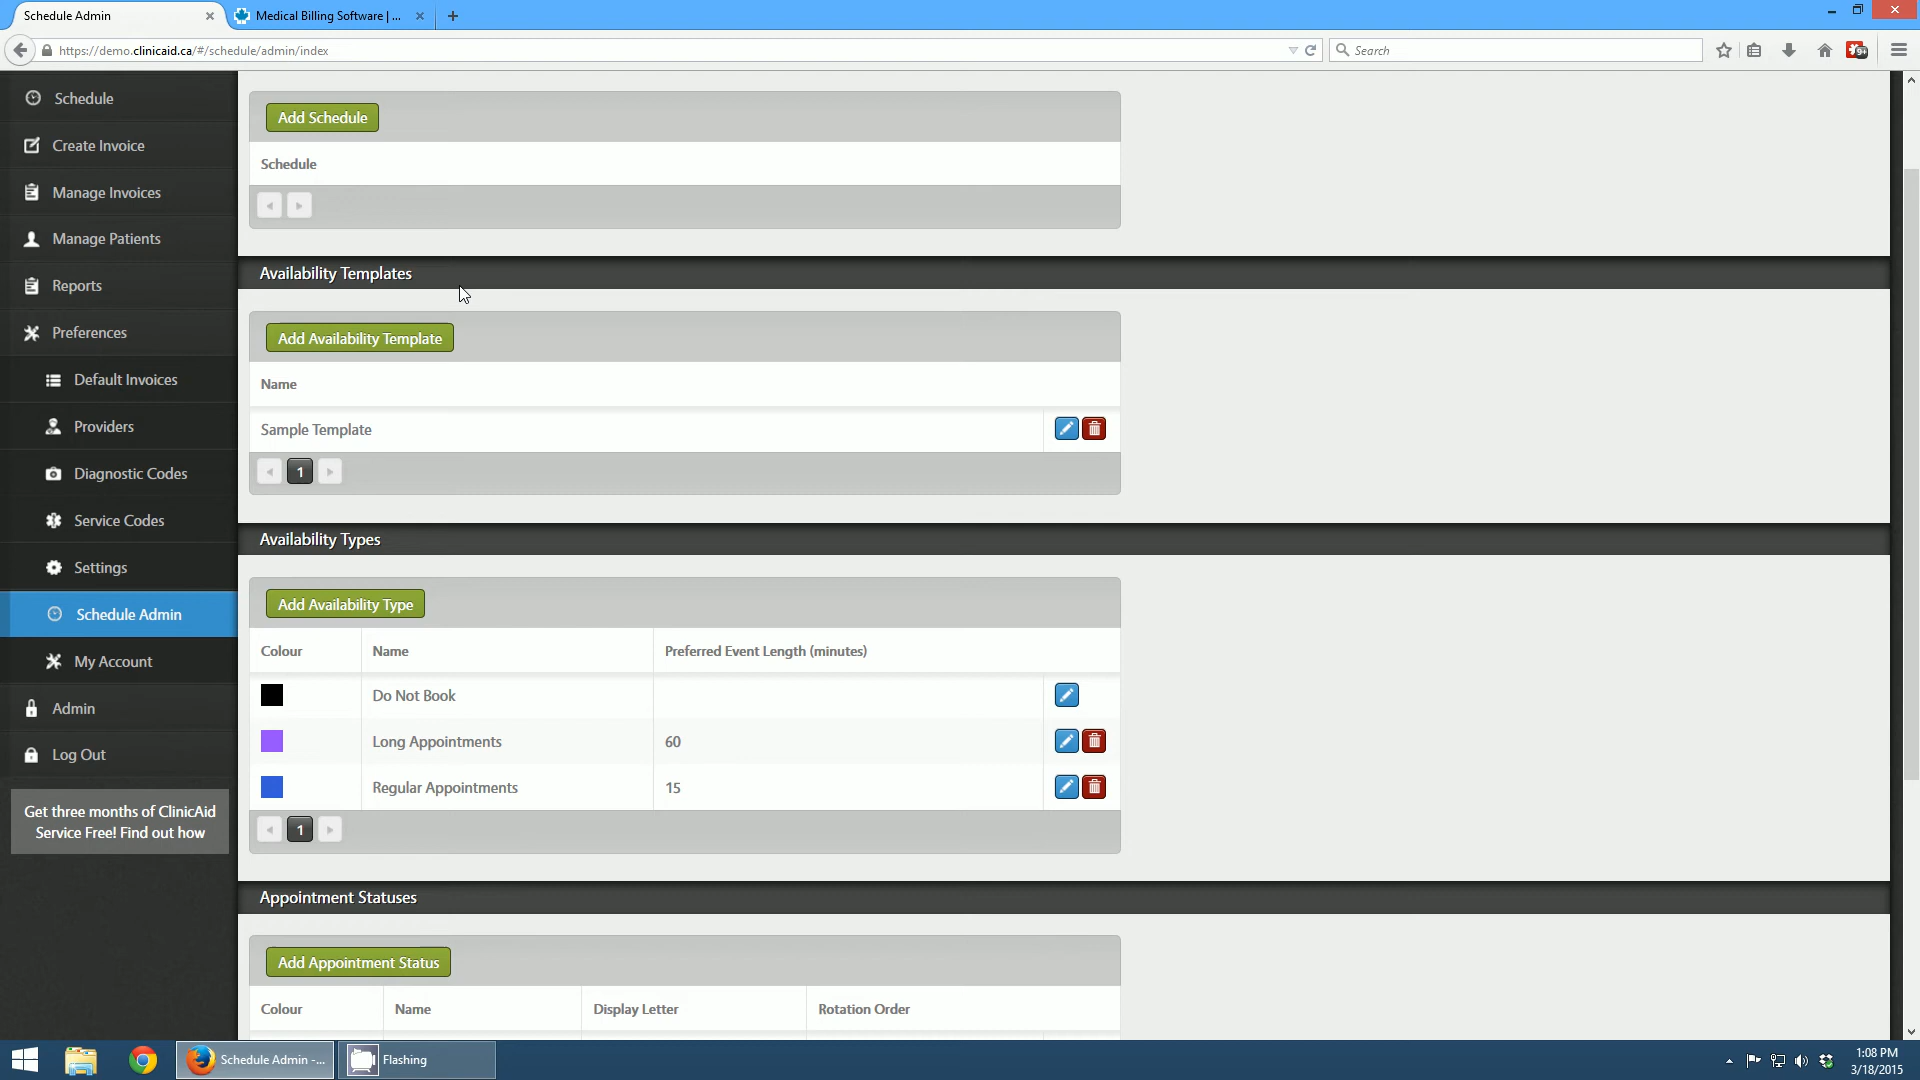 Schedule Admin
Medical Billing Software | ...
https://demo.clinicaid.ca/#/schedule/admin/index
Search
Schedule
Create Invoice
Manage Invoices
Manage Patients
Reports
Preferences
Default Invoices
Providers
Diagnostic Codes
Service Codes
Settings
Schedule Admin
My Account
Admin
Log Out
Get three months of ClinicAid
Service Free! Find out how
Add Schedule
Schedule
Availability Templates
Add Availability Template
Name
Sample Template
1
Availability Types
Add Availability Type
Colour Name Preferred Event Length (minutes)
Do Not Book
Long Appointments 60
Regular Appointments 15
1
Appointment Statuses
Add Appointment Status
Colour Name Display Letter Rotation Order
Schedule Admin -...
Flashing
1:08 PM
3/18/2015